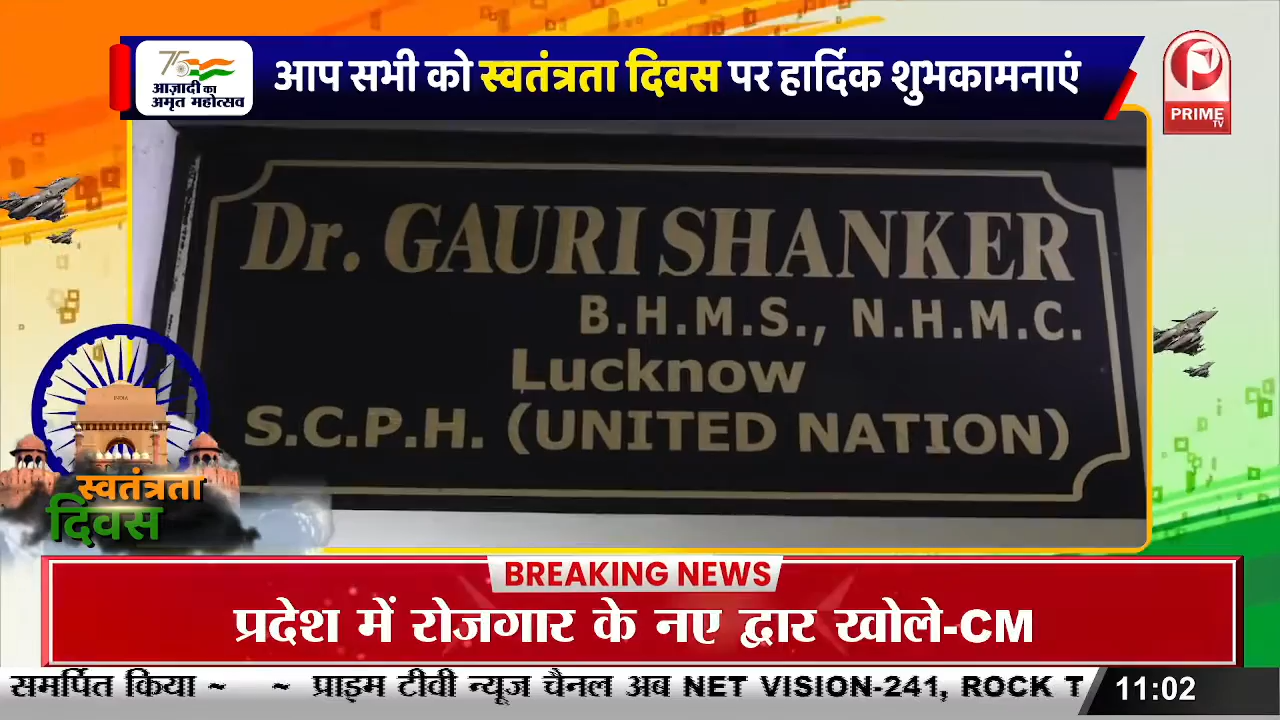 75
आज़ादी का
अमृत महोत्सव
आप सभी को स्वतंत्रता दिवस पर हार्दिक शुभकामनाएं
PRIME
TV
Dr. GAURI SHANKER
B.H.M.S., N.H.M.C.
Lucknow
S.C.P.H. (UNITED NATION)
INDIA
स्वतंत्रता
दिवस
BREAKING NEWS
प्रदेश में रोजगार के नए द्वार खोले-CM
समर्पित किया ~ ~ प्राइम टीवी न्यूज चैनल अब NET VISION-241, ROCK T
11:02